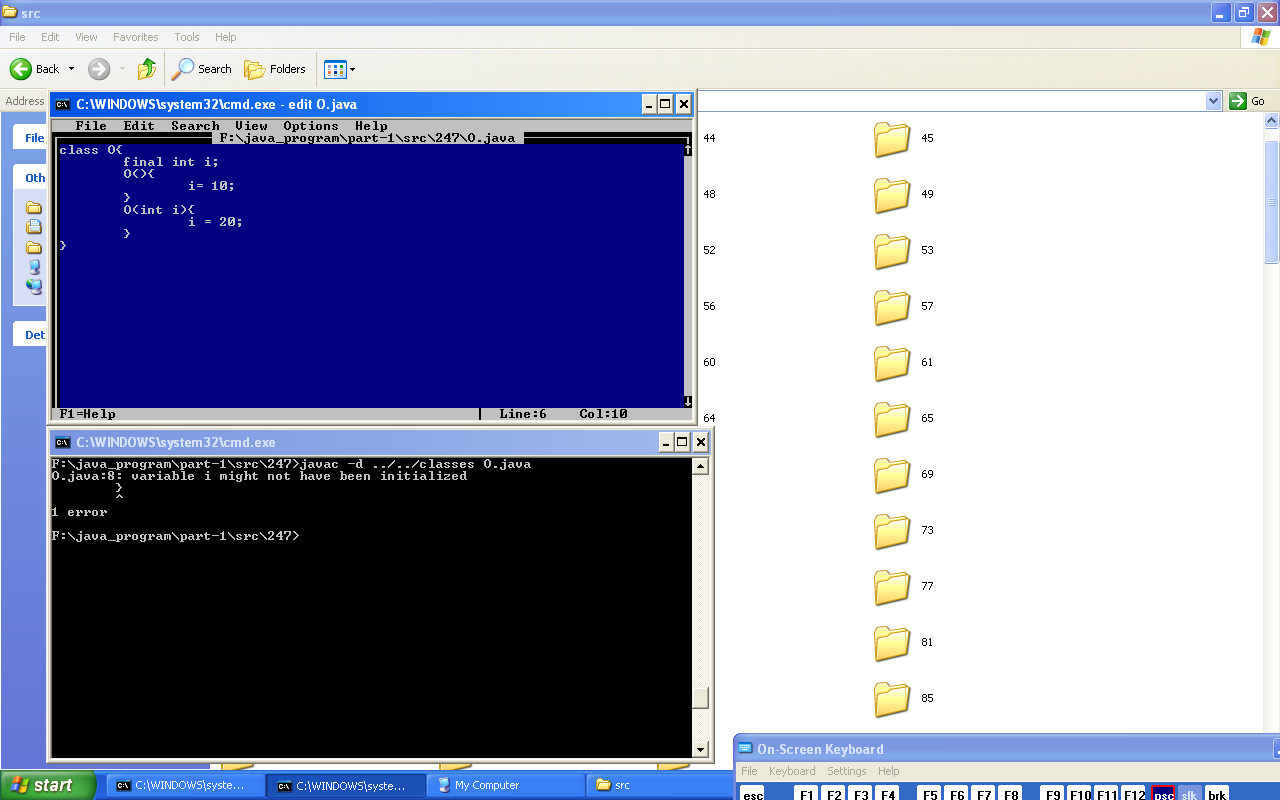 src
File Edit View Favorites Tools Help
Back Search Folders
Address Go
C:\WINDOWS\system32\cmd.exe - edit O.java
File Edit Search View Options Help
F:\java_program\part-1\src\247\O.java
class O{
final int i;
O(){
i= 10;
}
O(int i){
i = 20;
}
}
F1=Help Line:6 Col:10
C:\WINDOWS\system32\cmd.exe
F:\java_program\part-1\src\247>javac -d ../../classes O.java
O.java:8: variable i might not have been initialized
}
^
1 error
F:\java_program\part-1\src\247>
File
Oth
Det
44 45
48 49
52 53
56 57
60 61
64 65
69
73
77
81
85
On-Screen Keyboard
File Keyboard Settings Help
esc F1 F2 F3 F4 F5 F6 F7 F8 F9 F10 F11 F12 psc slk brk
start C:\WINDOWS\syste... C:\WINDOWS\syste... My Computer src